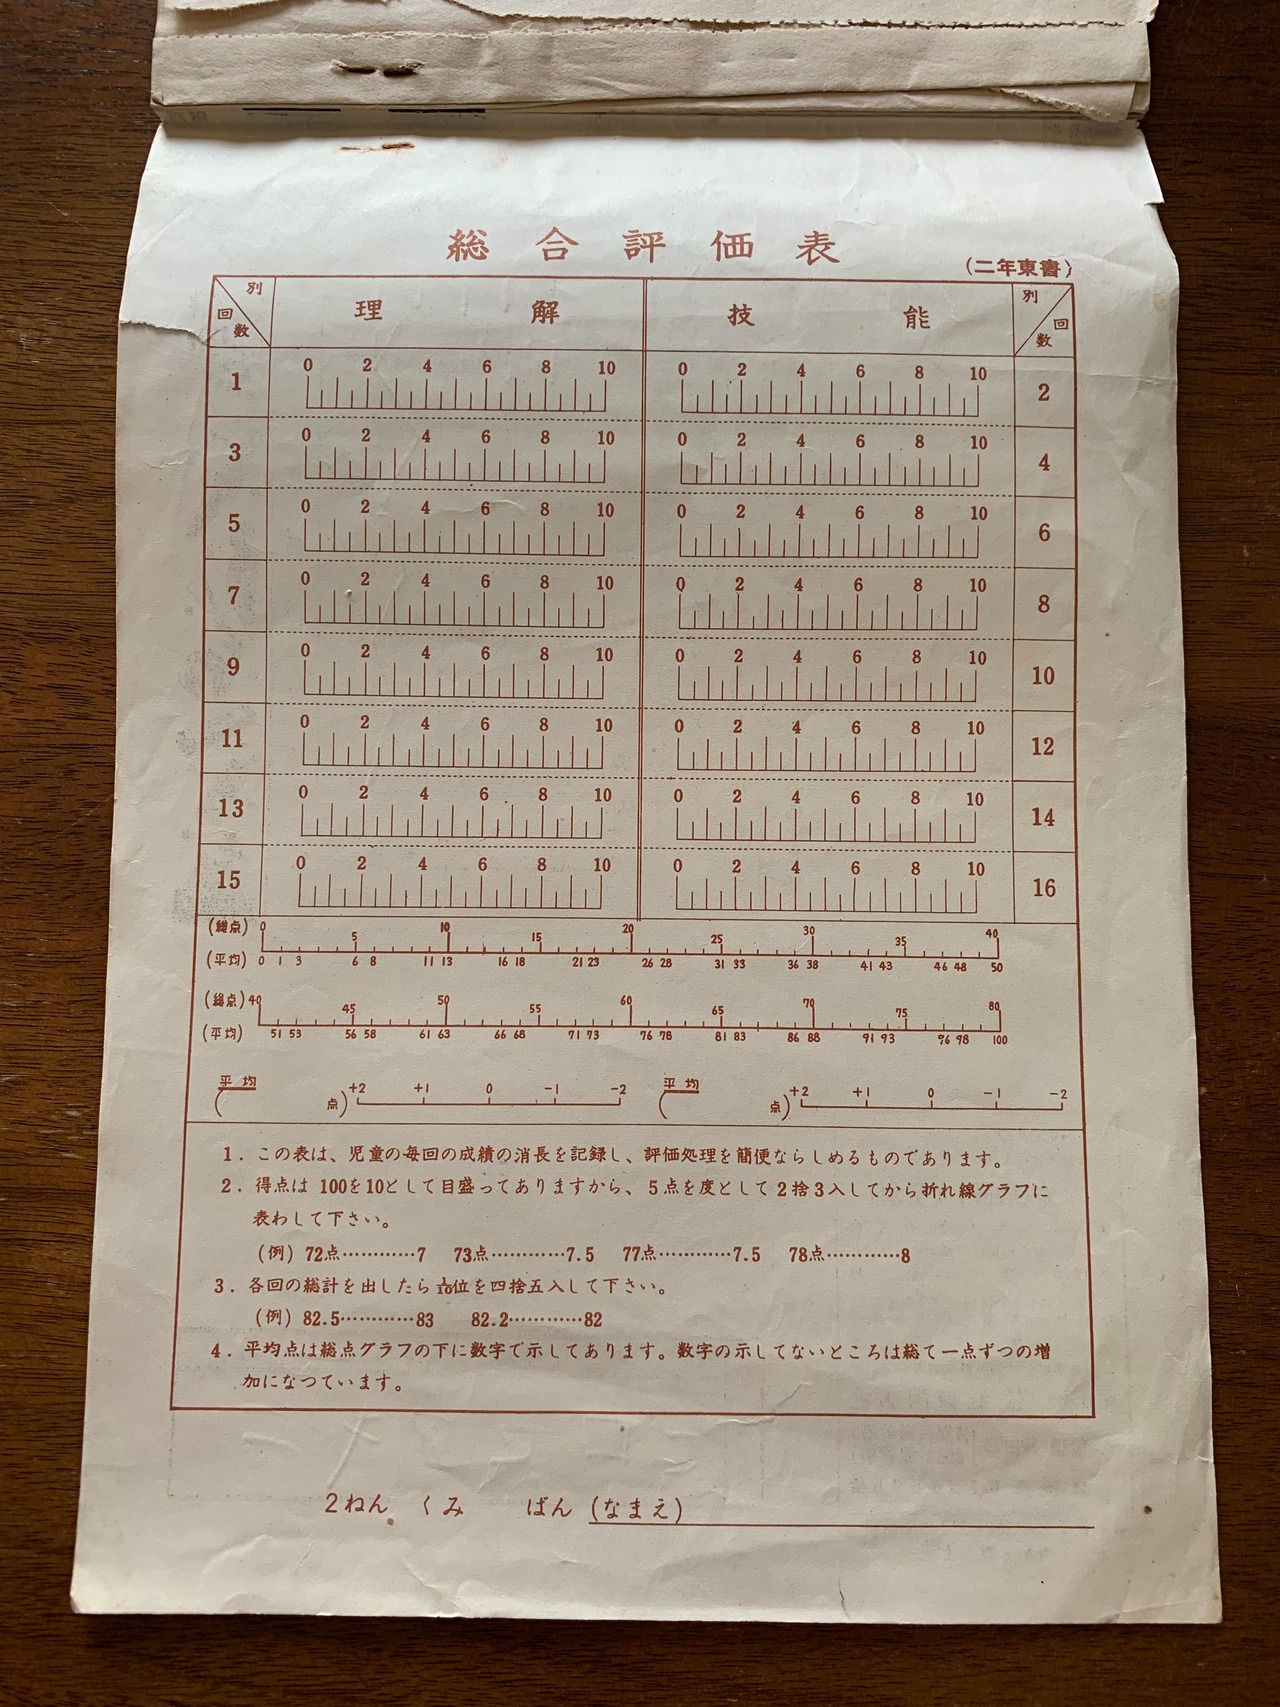 総合評価表
(二年東書)
別 回数 理解 技能 別 回数
1 0 2 4 6 8 10 0 2 4 6 8 10 2
3 0 2 4 6 8 10 0 2 4 6 8 10 4
5 0 2 4 6 8 10 0 2 4 6 8 10 6
7 0 2 4 6 8 10 0 2 4 6 8 10 8
9 0 2 4 6 8 10 0 2 4 6 8 10 10
11 0 2 4 6 8 10 0 2 4 6 8 10 12
13 0 2 4 6 8 10 0 2 4 6 8 10 14
15 0 2 4 6 8 10 0 2 4 6 8 10 16
(総点) 0 5 10 15 20 25 30 35 40
(平均) 0 1 3 6 8 11 13 16 18 21 23 26 28 31 33 36 38 41 43 46 48 50
(総点) 40 45 50 55 60 65 70 75 80
(平均) 51 53 56 58 61 63 66 68 71 73 76 78 81 83 86 88 91 93 96 98 100
平均 ( 点) +2 +1 0 -1 -2 平均 ( 点) +2 +1 0 -1 -2
1. この表は、児童の毎回の成績の消長を記録し、評価処理を簡便ならしめるものであります。
2. 得点は 100を10として目盛ってありますから、5点を度として2捨3入してから折れ線グラフに
表わして下さい。
(例) 72点…………7 73点…………7.5 77点…………7.5 78点…………8
3. 各回の総計を出したら1/10位を四捨五入して下さい。
(例) 82.5…………83 82.2…………82
4. 平均点は総点グラフの下に数字で示してあります。数字の示してないところは総て一点ずつの増
加になつています。
2ねん くみ ばん (なまえ)